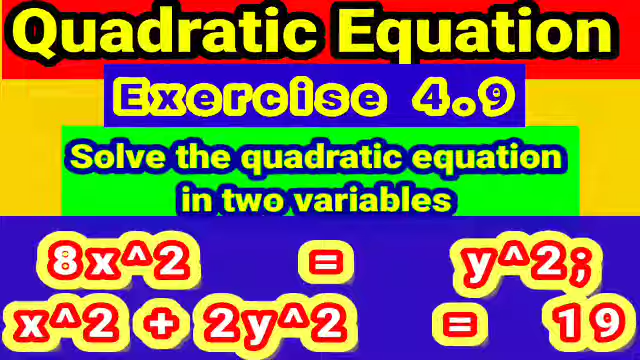 Quadratic Equation
Exercise 4.9
Solve the quadratic equation
in two variables
8x^2 = y^2;
x^2 + 2y^2 = 19